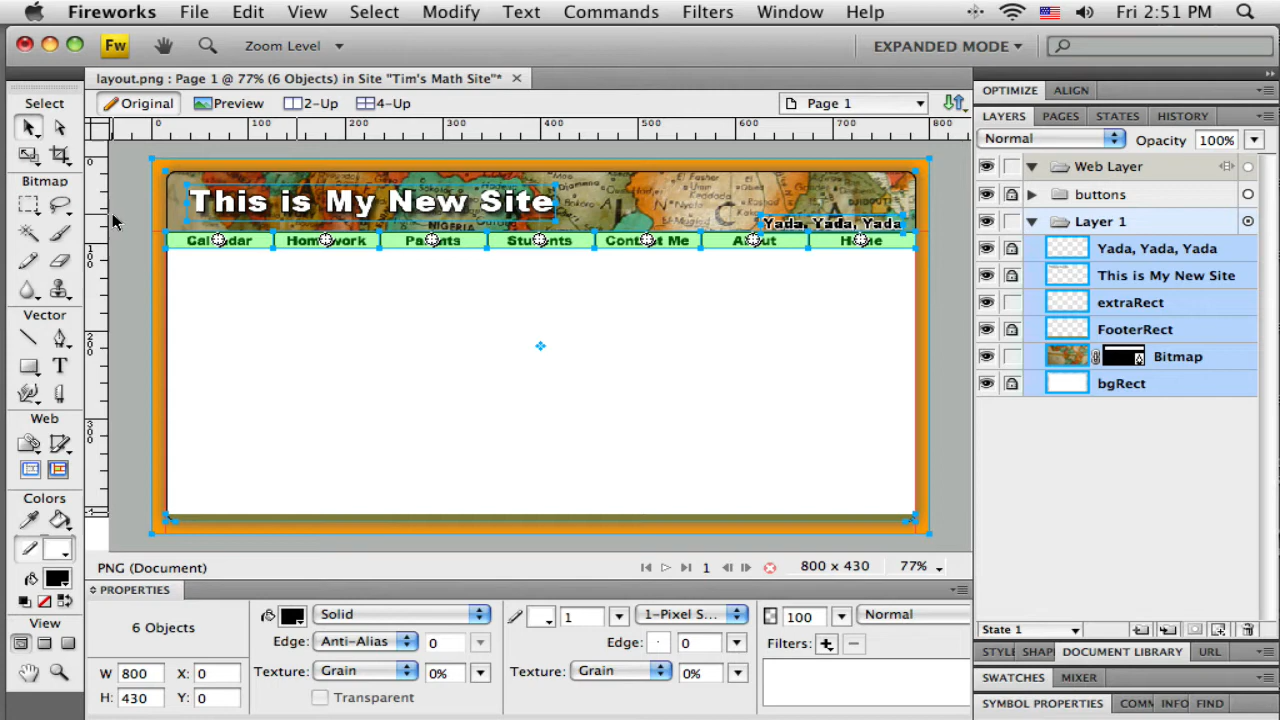 Fireworks File Edit View Select Modify Text Commands Filters Window Help Fri 2:51 PM
Fw Zoom Level EXPANDED MODE
layout.png : Page 1 @ 77% (6 Objects) in Site "Tim's Math Site"*
Original Preview 2-Up 4-Up Page 1
0 100 200 300 400 500 600 700 800
Select
Bitmap
Vector
Web
Colors
View
This is My New Site
Yada, Yada, Yada
Calendar Homework Parents Students Contact Me About Home
PNG (Document) 1 800 x 430 77%
PROPERTIES
6 Objects
W 800 X: 0
H: 430 Y: 0
Solid
Edge: Anti-Alias 0
Texture: Grain 0%
Transparent
1 1-Pixel S...
Edge: 0
Texture: Grain 0%
100 Normal
Filters:
OPTIMIZE ALIGN
LAYERS PAGES STATES HISTORY
Normal Opacity 100%
Web Layer
buttons
Layer 1
Yada, Yada, Yada
This is My New Site
extraRect
FooterRect
Bitmap
bgRect
State 1
STYLE SHAP DOCUMENT LIBRARY URL
SWATCHES MIXER
SYMBOL PROPERTIES COMM INFO FIND